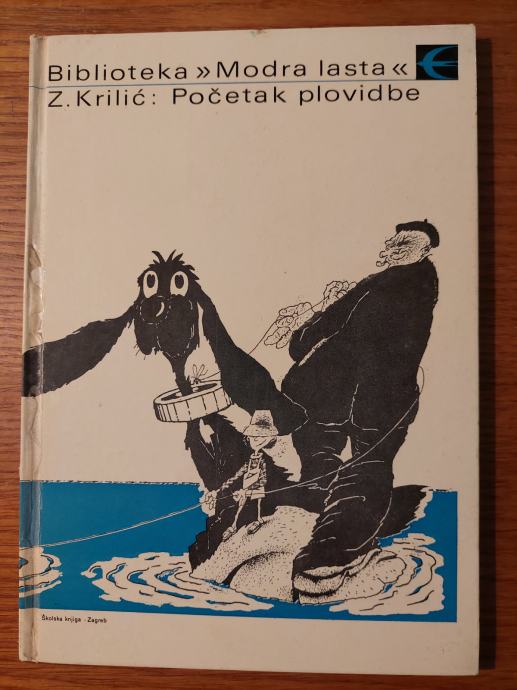 Biblioteka »Modra lasta«
Z. Krilić: Početak plovidbe
Školska knjiga - Zagreb